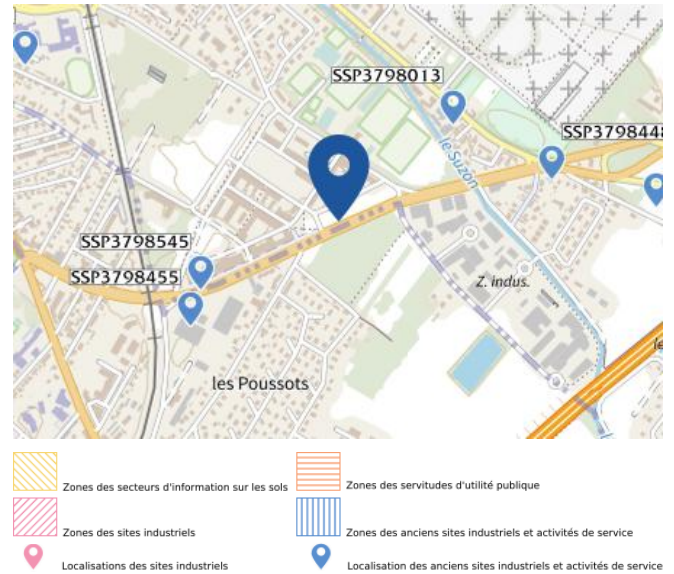 SSP3798013
SSP3798448
le Suzon
SSP3798545
SSP3798455
Z. indus.
les Poussots
Zones des secteurs d'information sur les sols
Zones des servitudes d'utilité publique
Zones des sites industriels
Zones des anciens sites industriels et activités de service
Localisations des sites industriels
Localisation des anciens sites industriels et activités de service